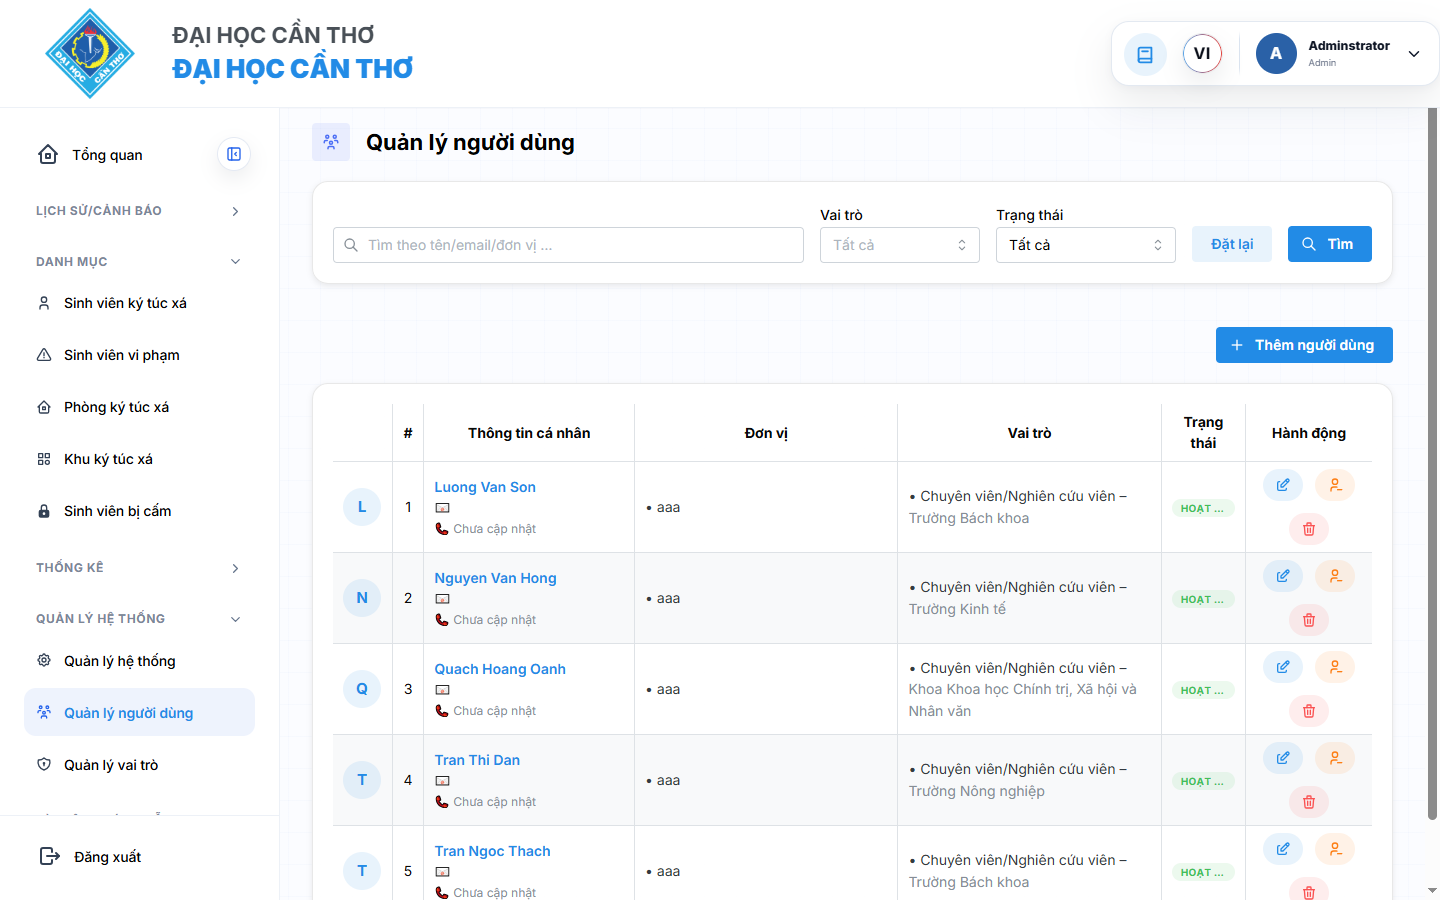 ĐẠI HỌC CẦN THƠ
ĐẠI HỌC CẦN THƠ
ĐẠI HỌC CẦN THƠ
VI
A
Adminstrator
Admin
Tổng quan
LỊCH SỬ/CẢNH BÁO
DANH MỤC
Sinh viên ký túc xá
Sinh viên vi phạm
Phòng ký túc xá
Khu ký túc xá
Sinh viên bị cấm
THỐNG KÊ
QUẢN LÝ HỆ THỐNG
Quản lý hệ thống
Quản lý người dùng
Quản lý vai trò
Đăng xuất
Quản lý người dùng
Tìm theo tên/email/đơn vị ...
Vai trò
Tất cả
Trạng thái
Tất cả
Đặt lại
Tìm
Thêm người dùng
# Thông tin cá nhân Đơn vị Vai trò Trạng thái Hành động
L 1 Luong Van Son
Chưa cập nhật
• aaa
• Chuyên viên/Nghiên cứu viên –
Trường Bách khoa
HOẠT ...
N 2 Nguyen Van Hong
Chưa cập nhật
• aaa
• Chuyên viên/Nghiên cứu viên –
Trường Kinh tế
HOẠT ...
Q 3 Quach Hoang Oanh
Chưa cập nhật
• aaa
• Chuyên viên/Nghiên cứu viên –
Khoa Khoa học Chính trị, Xã hội và
Nhân văn
HOẠT ...
T 4 Tran Thi Dan
Chưa cập nhật
• aaa
• Chuyên viên/Nghiên cứu viên –
Trường Nông nghiệp
HOẠT ...
T 5 Tran Ngoc Thach
Chưa cập nhật
• aaa
• Chuyên viên/Nghiên cứu viên –
Trường Bách khoa
HOẠT ...